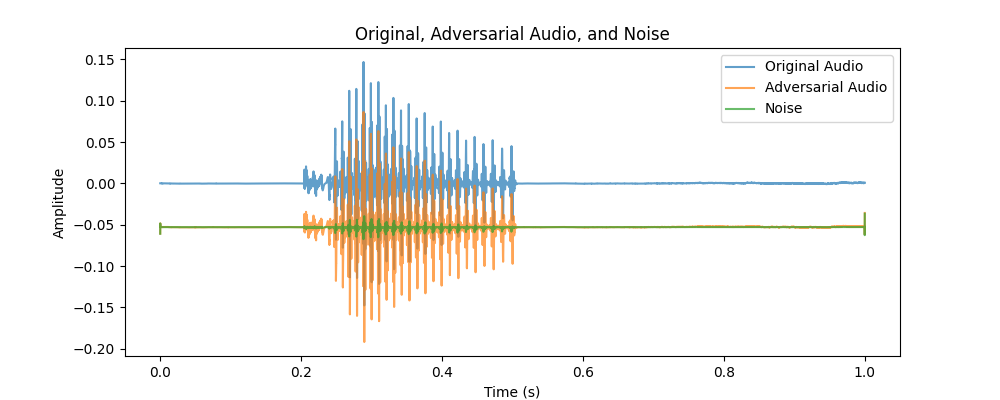 Original, Adversarial Audio, and Noise
Original Audio
Adversarial Audio
Noise
0.15
0.10
0.05
0.00
−0.05
−0.10
−0.15
−0.20
Amplitude
0.0 0.2 0.4 0.6 0.8 1.0
Time (s)